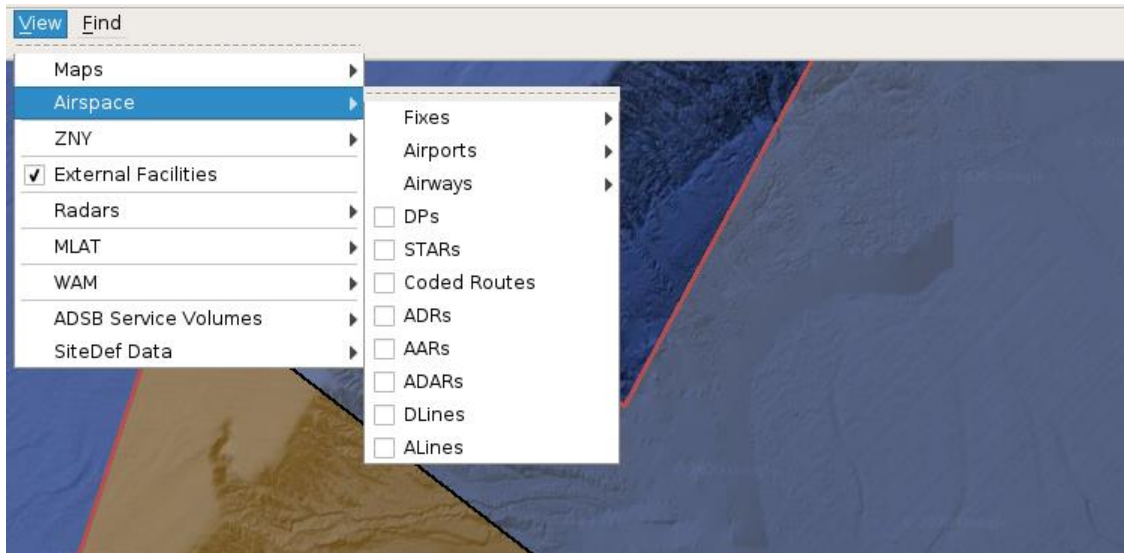 View Find
Maps
Airspace
ZNY
External Facilities
Radars
MLAT
WAM
ADSB Service Volumes
SiteDef Data
Fixes
Airports
Airways
DPs
STARs
Coded Routes
ADRs
AARs
ADARs
DLines
ALines